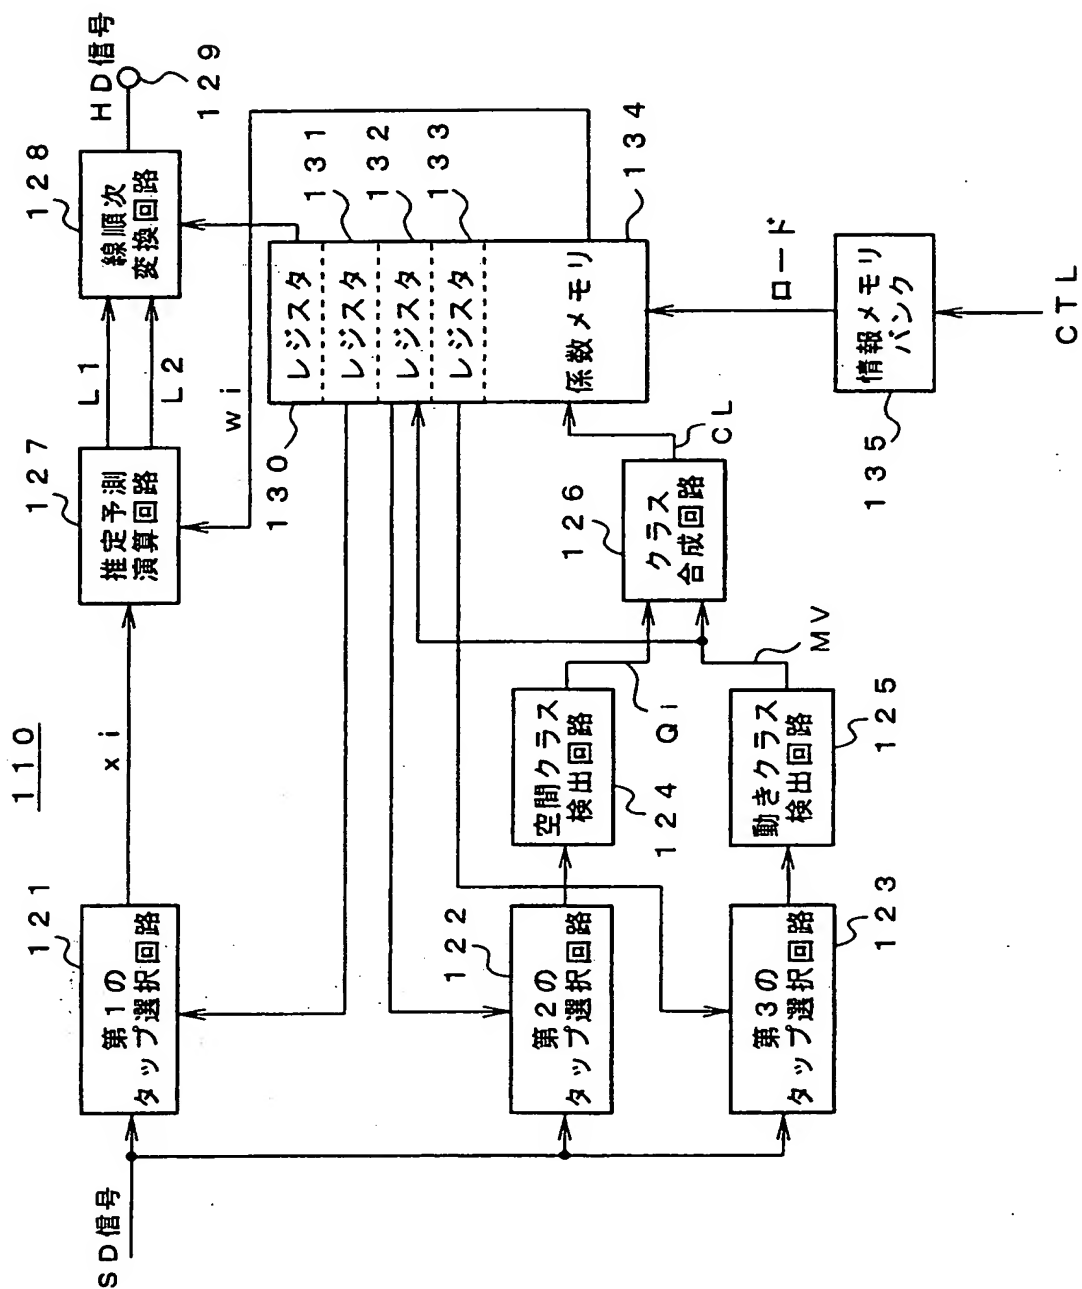 110
SD信号
121
第1の
タップ選択回路
xi
127
推定予測
演算回路
L1
L2
128
線順次
変換回路
HD信号
129
wi
130
レジスタ
131
レジスタ
132
レジスタ
133
レジスタ
134
係数メモリ
122
第2の
タップ選択回路
124
空間クラス
検出回路
Qi
126
クラス
合成回路
CL
ロード
123
第3の
タップ選択回路
125
動きクラス
検出回路
MV
135
情報メモリ
バンク
CTL